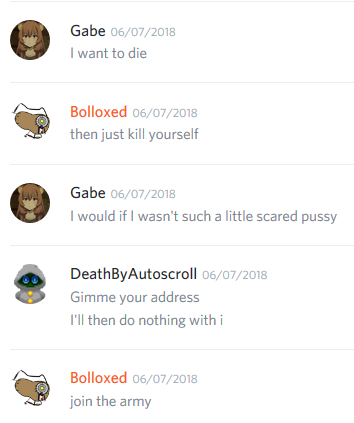 Gabe 06/07/2018
I want to die
Bolloxed 06/07/2018
then just kill yourself
Gabe 06/07/2018
I would if I wasn't such a little scared pussy
DeathByAutoscroll 06/07/2018
Gimme your address
I'll then do nothing with i
Bolloxed 06/07/2018
join the army